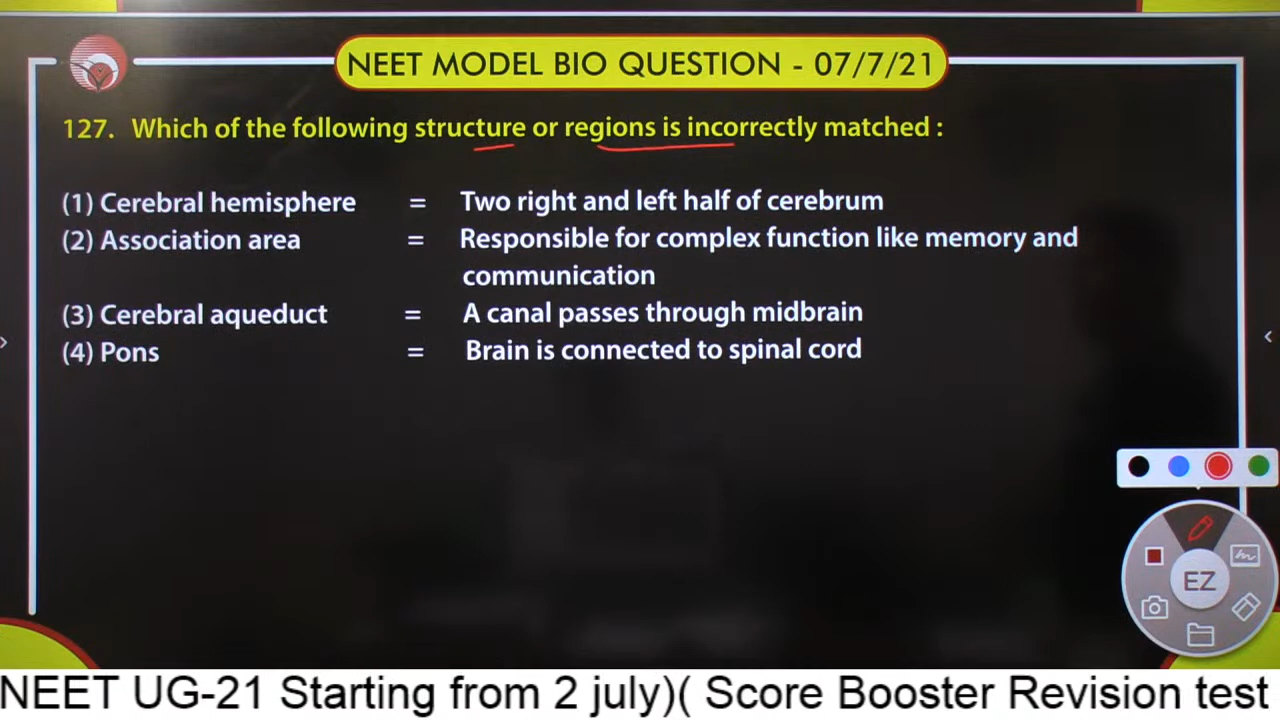 NEET MODEL BIO QUESTION - 07/7/21
127. Which of the following structure or regions is incorrectly matched :
(1) Cerebral hemisphere = Two right and left half of cerebrum
(2) Association area = Responsible for complex function like memory and
communication
(3) Cerebral aqueduct = A canal passes through midbrain
(4) Pons = Brain is connected to spinal cord
EZ
NEET UG-21 Starting from 2 july)( Score Booster Revision test